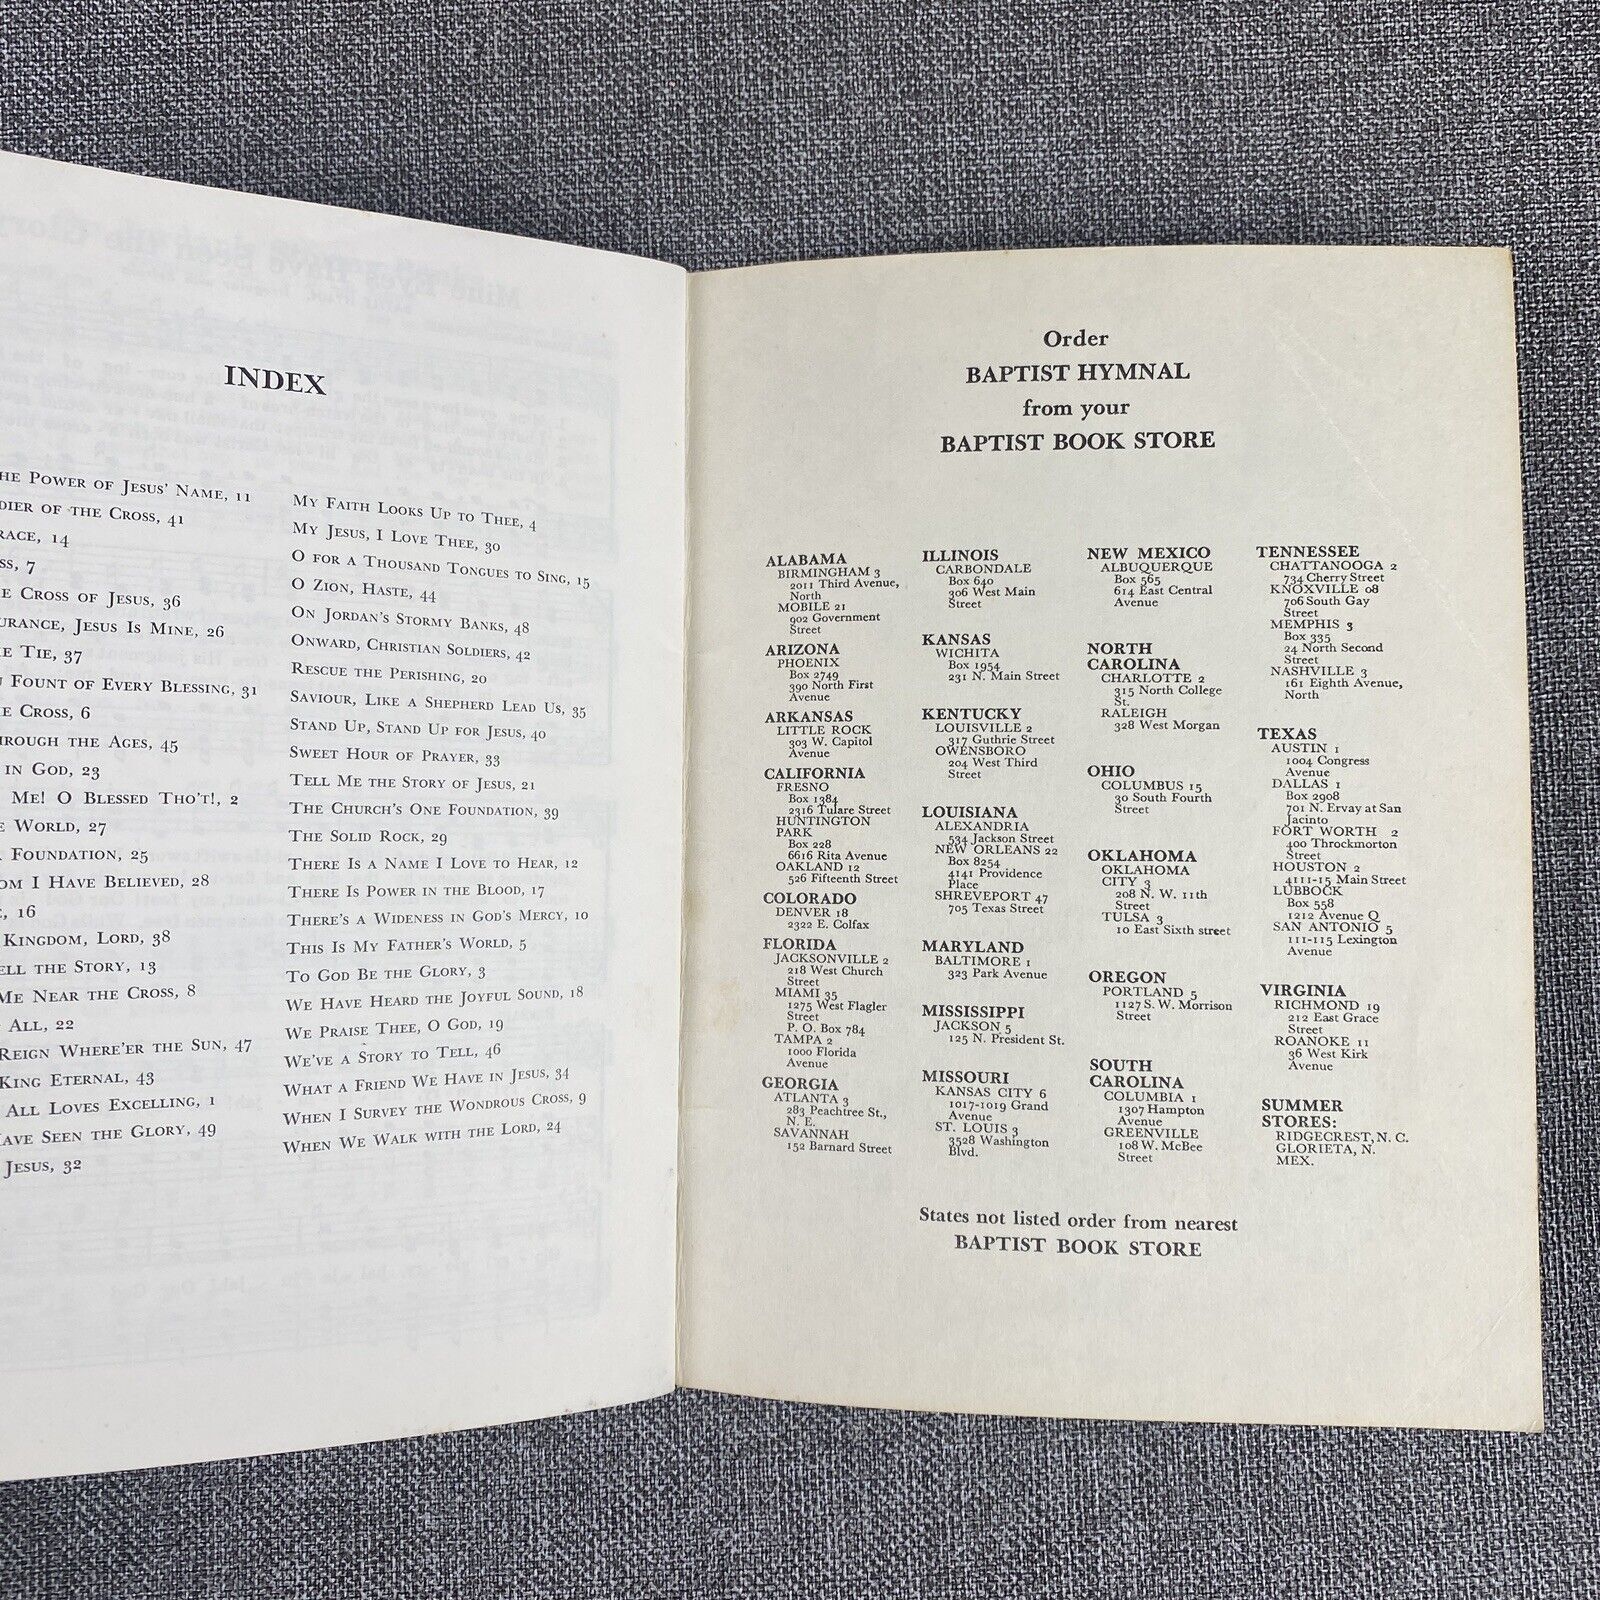 INDEX
HE POWER OF JESUS' NAME, 11
DIER OF THE CROSS, 41
RACE, 14
SS, 7
E CROSS OF JESUS, 36
URANCE, JESUS IS MINE, 26
E TIE, 37
U FOUNT OF EVERY BLESSING, 31
E CROSS, 6
HROUGH THE AGES, 45
IN GOD, 23
ME! O BLESSED THO'T!, 2
E WORLD, 27
FOUNDATION, 25
OM I HAVE BELIEVED, 28
E, 16
KINGDOM, LORD, 38
ELL THE STORY, 13
ME NEAR THE CROSS, 8
ALL, 22
REIGN WHERE'ER THE SUN, 47
KING ETERNAL, 43
ALL LOVES EXCELLING, 1
HAVE SEEN THE GLORY, 49
JESUS, 32
MY FAITH LOOKS UP TO THEE, 4
MY JESUS, I LOVE THEE, 30
O FOR A THOUSAND TONGUES TO SING, 15
O ZION, HASTE, 44
ON JORDAN'S STORMY BANKS, 48
ONWARD, CHRISTIAN SOLDIERS, 42
RESCUE THE PERISHING, 20
SAVIOUR, LIKE A SHEPHERD LEAD US, 35
STAND UP, STAND UP FOR JESUS, 40
SWEET HOUR OF PRAYER, 33
TELL ME THE STORY OF JESUS, 21
THE CHURCH'S ONE FOUNDATION, 39
THE SOLID ROCK, 29
THERE IS A NAME I LOVE TO HEAR, 12
THERE IS POWER IN THE BLOOD, 17
THERE'S A WIDENESS IN GOD'S MERCY, 10
THIS IS MY FATHER'S WORLD, 5
TO GOD BE THE GLORY, 3
WE HAVE HEARD THE JOYFUL SOUND, 18
WE PRAISE THEE, O GOD, 19
WE'VE A STORY TO TELL, 46
WHAT A FRIEND WE HAVE IN JESUS, 34
WHEN I SURVEY THE WONDROUS CROSS, 9
WHEN WE WALK WITH THE LORD, 24
Order
BAPTIST HYMNAL
from your
BAPTIST BOOK STORE
ALABAMA
BIRMINGHAM 3
2011 Third Avenue,
North
MOBILE 21
902 Government
Street
ARIZONA
PHOENIX
Box 2749
390 North First
Avenue
ARKANSAS
LITTLE ROCK
303 W. Capitol
Avenue
CALIFORNIA
FRESNO
Box 1384
2316 Tulare Street
HUNTINGTON
PARK
Box 228
6616 Rita Avenue
OAKLAND 12
526 Fifteenth Street
COLORADO
DENVER 18
2322 E. Colfax
FLORIDA
JACKSONVILLE 2
218 West Church
Street
MIAMI 35
1275 West Flagler
Street
P. O. Box 784
TAMPA 2
1000 Florida
Avenue
GEORGIA
ATLANTA 3
283 Peachtree St.,
N. E.
SAVANNAH
152 Barnard Street
ILLINOIS
CARBONDALE
Box 640
306 West Main
Street
KANSAS
WICHITA
Box 1954
231 N. Main Street
KENTUCKY
LOUISVILLE 2
317 Guthrie Street
OWENSBORO
204 West Third
Street
LOUISIANA
ALEXANDRIA
534 Jackson Street
NEW ORLEANS 22
Box 8254
4141 Providence
Place
SHREVEPORT 47
705 Texas Street
MARYLAND
BALTIMORE 1
323 Park Avenue
MISSISSIPPI
JACKSON 5
125 N. President St.
MISSOURI
KANSAS CITY 6
1017-1019 Grand
Avenue
ST. LOUIS 3
3528 Washington
Blvd.
NEW MEXICO
ALBUQUERQUE
Box 565
614 East Central
Avenue
NORTH
CAROLINA
CHARLOTTE 2
315 North College
St.
RALEIGH
328 West Morgan
OHIO
COLUMBUS 15
30 South Fourth
Street
OKLAHOMA
OKLAHOMA
CITY 3
208 N. W. 11th
Street
TULSA 3
10 East Sixth street
OREGON
PORTLAND 5
1127 S. W. Morrison
Street
SOUTH
CAROLINA
COLUMBIA 1
1307 Hampton
Avenue
GREENVILLE
108 W. McBee
Street
TENNESSEE
CHATTANOOGA 2
734 Cherry Street
KNOXVILLE 08
706 South Gay
Street
MEMPHIS 3
Box 335
24 North Second
Street
NASHVILLE 3
161 Eighth Avenue,
North
TEXAS
AUSTIN 1
1004 Congress
Avenue
DALLAS 1
Box 2908
701 N. Ervay at San
Jacinto
FORT WORTH 2
400 Throckmorton
Street
HOUSTON 2
4111-15 Main Street
LUBBOCK
Box 558
1212 Avenue Q
SAN ANTONIO 5
111-115 Lexington
Avenue
VIRGINIA
RICHMOND 19
212 East Grace
Street
ROANOKE 11
36 West Kirk
Avenue
SUMMER
STORES:
RIDGECREST, N. C.
GLORIETA, N.
MEX.
States not listed order from nearest
BAPTIST BOOK STORE